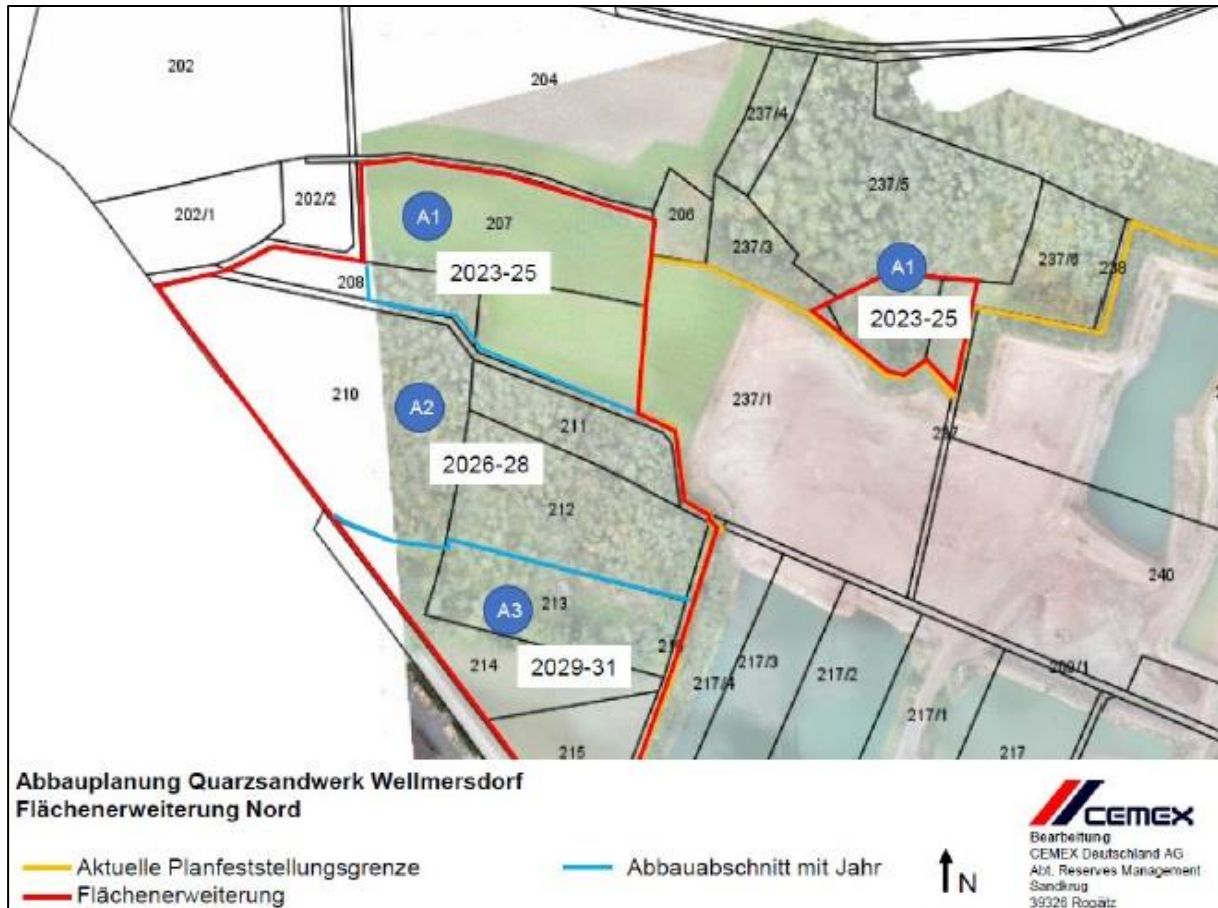 202
204
237/4
237/5
202/1
202/2
A1
207
206
237/3
A1
237/6
238
208
2023-25
2023-25
210
A2
211
237/1
2026-28
212
240
A3
213
214
2029-31
217/4
217/3
217/2
217/1
217
215
Abbauplanung Quarzsandwerk Wellmersdorf
Flächenerweiterung Nord
Aktuelle Planfeststellungsgrenze
Flächenerweiterung
Abbauabschnitt mit Jahr
N
CEMEX
Bearbeitung
CEMEX Deutschland AG
Abt. Reserves Management
Sandkrug
39326 Rogätz